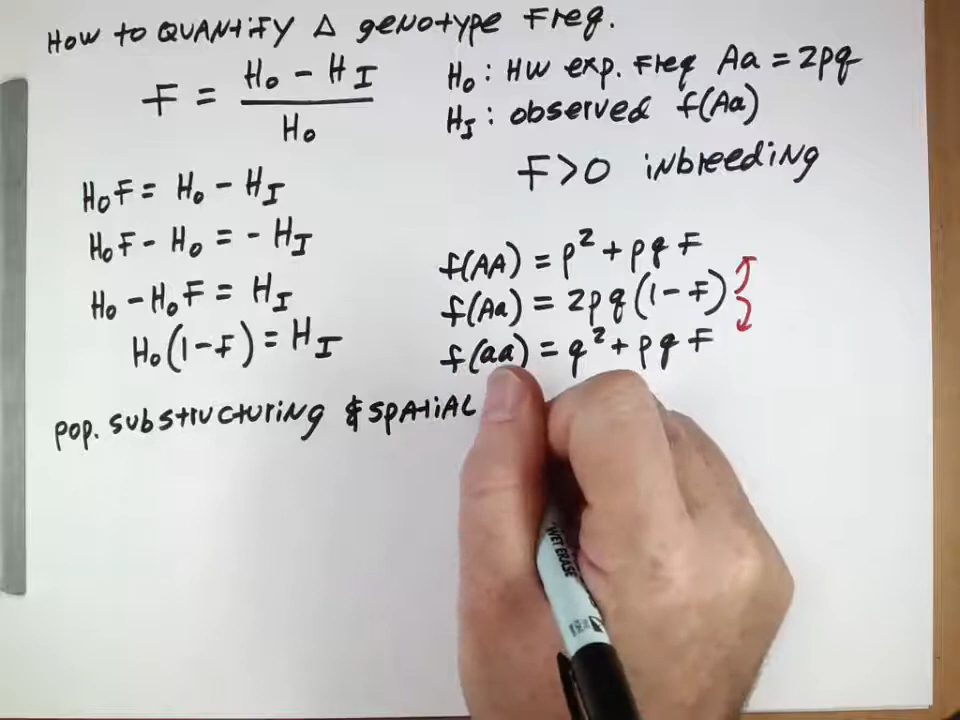 How to QUANtiFY Δ genotype Freq.
F = (H₀ - H_I) / H₀
H₀F = H₀ - H_I
H₀F - H₀ = - H_I
H₀ - H₀F = H_I
H₀(1-F) = H_I
H₀: HW exp. Freq Aa = 2pq
H_I: observed f(Aa)
F>0 inbreeding
f(AA) = p² + pqF
f(Aa) = 2pq(1-F)
f(aa) = q² + pqF
pop. substructuring & spatial
"WET ERASE